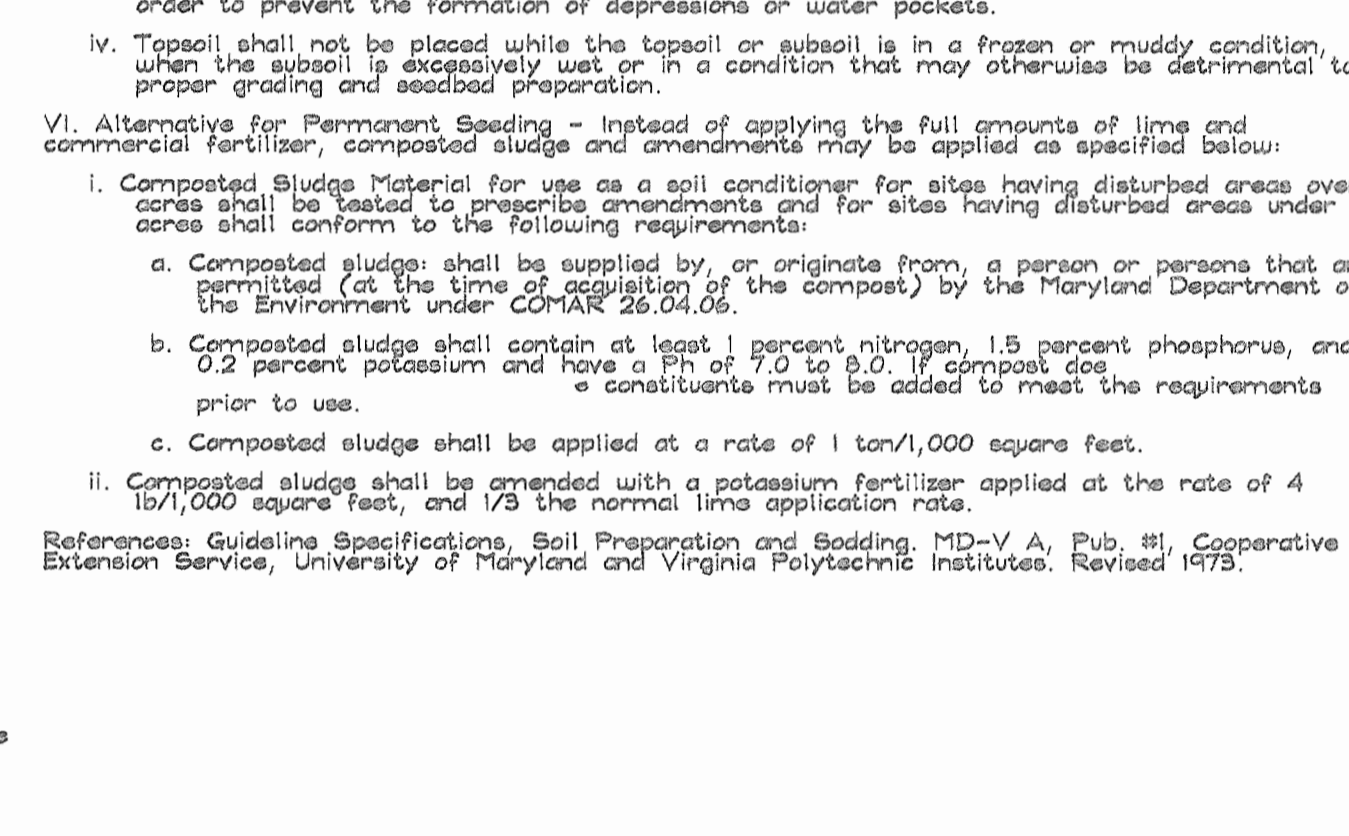 order to prevent the formation of depressions or water pockets.
iv. Topsoil shall not be placed while the topsoil or subsoil is in a frozen or muddy condition,
when the subsoil is excessively wet or in a condition that may otherwise be detrimental to
proper grading and seedbed preparation.
VI. Alternative for Permanent Seeding - Instead of applying the full amounts of lime and
commercial fertilizer, composted sludge and amendments may be applied as specified below:
i. Composted Sludge Material for use as a soil conditioner for sites having disturbed areas ove
acres shall be tested to prescribe amendments and for sites having disturbed areas under
acres shall conform to the following requirements:
a. Composted sludge: shall be supplied by, or originate from, a person or persons that a
permitted (at the time of acquisition of the compost) by the Maryland Department o
the Environment under COMAR 26.04.06.
b. Composted sludge shall contain at least 1 percent nitrogen, 1.5 percent phosphorus, and
0.2 percent potassium and have a Ph of 7.0 to 8.0. If compost doe
e constituents must be added to meet the requirements
prior to use.
c. Composted sludge shall be applied at a rate of 1 ton/1,000 square feet.
ii. Composted sludge shall be amended with a potassium fertilizer applied at the rate of 4
lb/1,000 square feet, and 1/3 the normal lime application rate.
References: Guideline Specifications, Soil Preparation and Sodding. MD-V A, Pub. #1, Cooperative
Extension Service, University of Maryland and Virginia Polytechnic Institutes. Revised 1973.